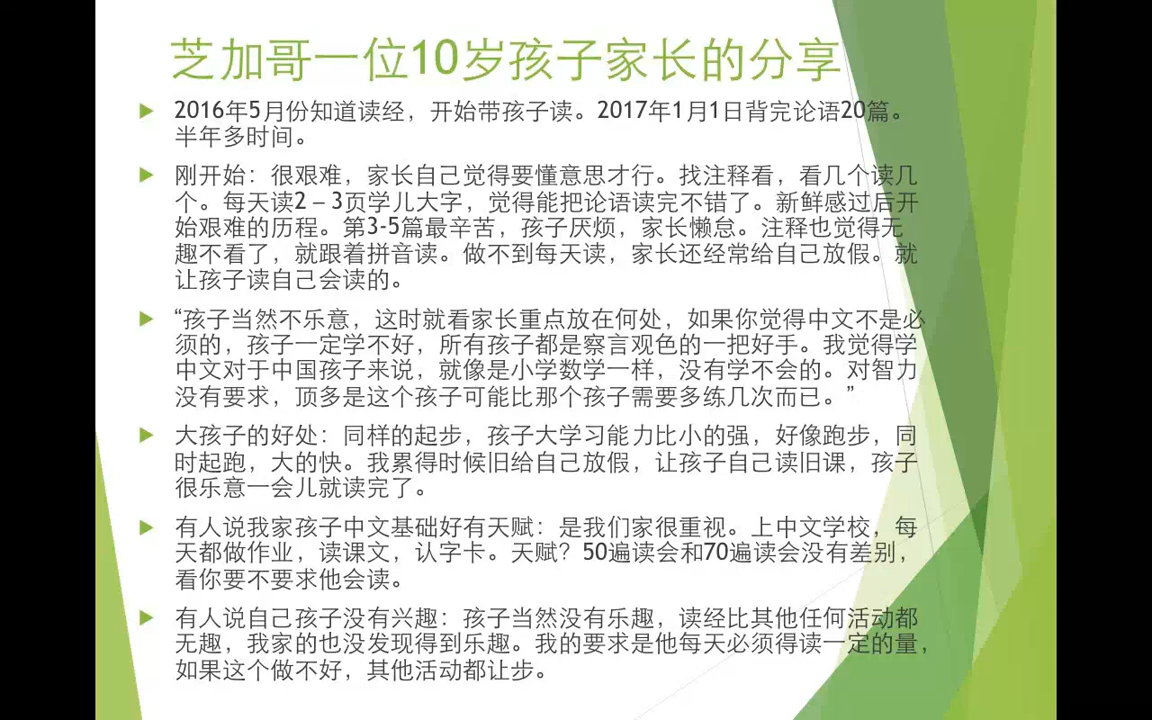 芝加哥一位10岁孩子家长的分享
2016年5月份知道读经，开始带孩子读。2017年1月1日背完论语20篇。
半年多时间。
刚开始：很艰难，家长自己觉得要懂意思才行。找注释看，看几个读几
个。每天读2 – 3页学儿大字，觉得能把论语读完不错了。新鲜感过后开
始艰难的历程。第3-5篇最辛苦，孩子厌烦，家长懒怠。注释也觉得无
趣不看了，就跟着拼音读。做不到每天读，家长还经常给自己放假。就
让孩子读自己会读的。
“孩子当然不乐意，这时就看家长重点放在何处，如果你觉得中文不是必
须的，孩子一定学不好，所有孩子都是察言观色的一把好手。我觉得学
中文对于中国孩子来说，就像是小学数学一样，没有学不会的。对智力
没有要求，顶多是这个孩子可能比那个孩子需要多练几次而已。”
大孩子的好处：同样的起步，孩子大学习能力比小的强，好像跑步，同
时起跑，大的快。我累得时候旧给自己放假，让孩子自己读旧课，孩子
很乐意一会儿就读完了。
有人说我家孩子中文基础好有天赋：是我们家很重视。上中文学校，每
天都做作业，读课文，认字卡。天赋？50遍读会和70遍读会没有差别，
看你要不要求他会读。
有人说自己孩子没有兴趣：孩子当然没有乐趣，读经比其他任何活动都
无趣，我家的也没发现得到乐趣。我的要求是他每天必须得读一定的量，
如果这个做不好，其他活动都让步。